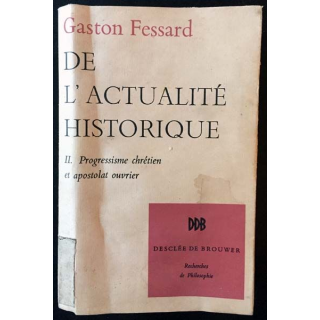 Gaston Fessard
DE
L'ACTUALITÉ
HISTORIQUE
II. Progressisme chrétien
et apostolat ouvrier
DDB
DESCLÉE DE BROUWER
Recherches
de Philosophie